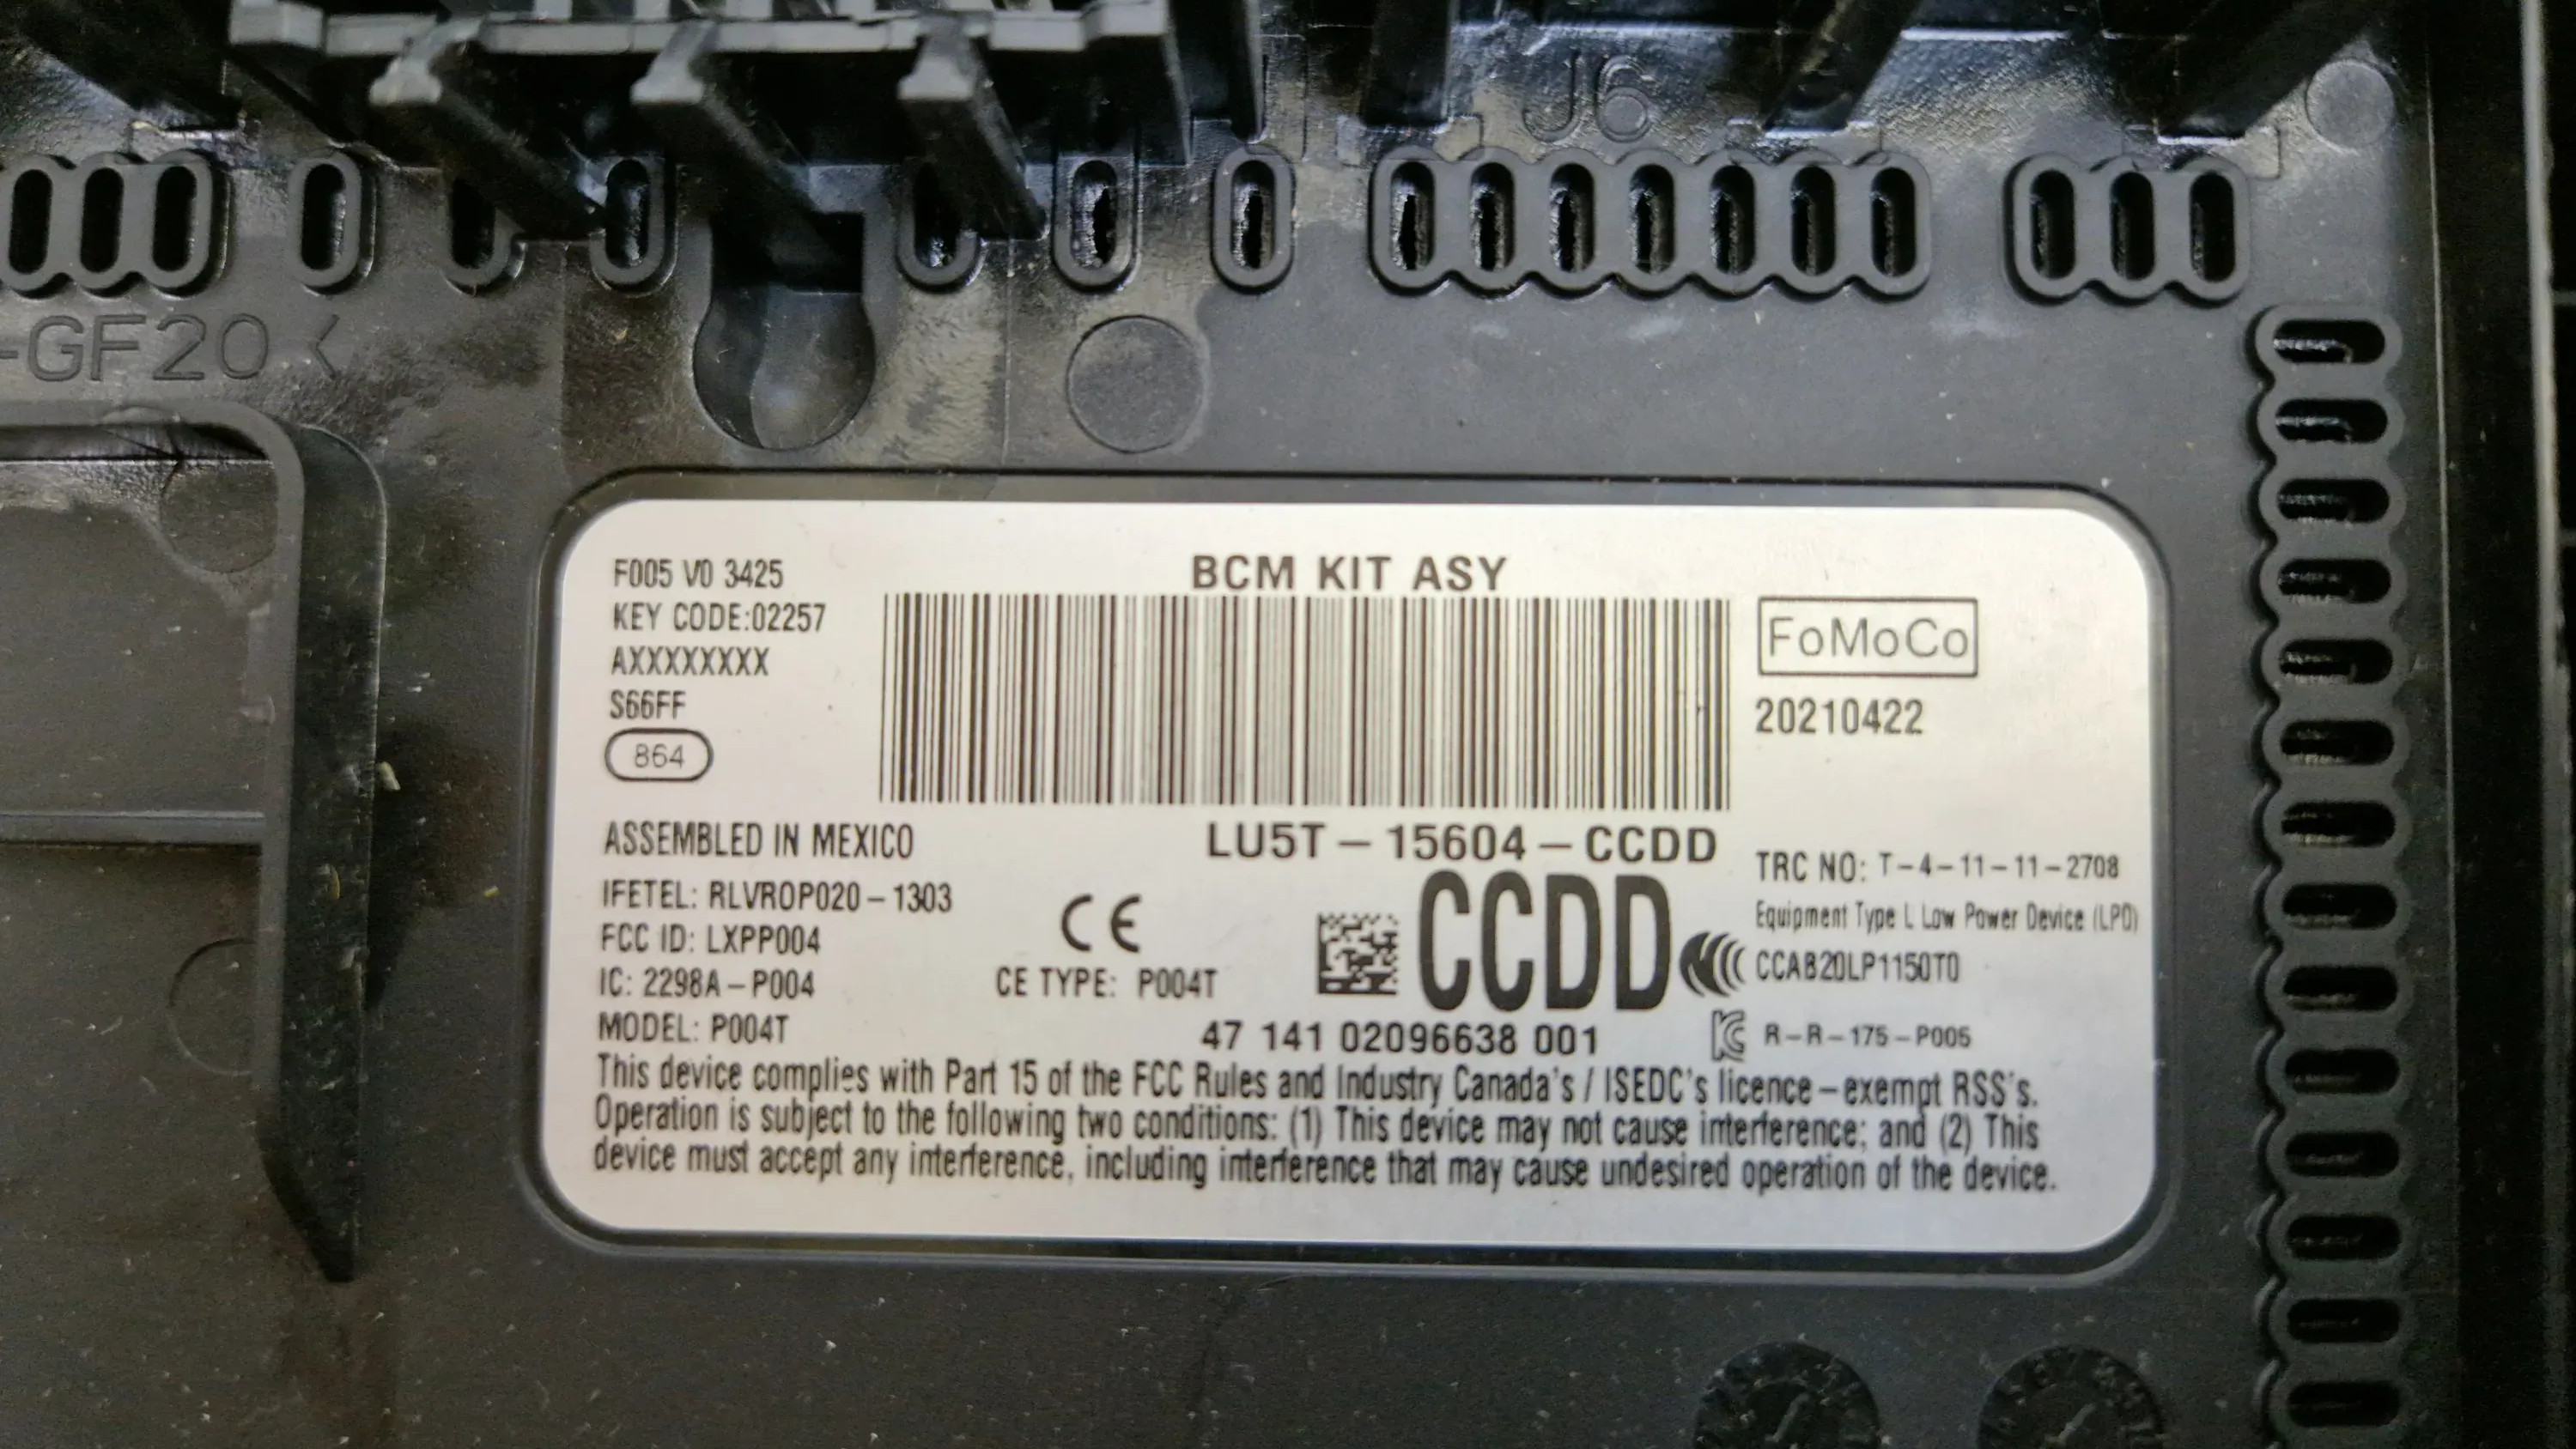 J6
-GF20<
F005 V0 3425
KEY CODE:02257
AXXXXXXXX
S66FF
864
BCM KIT ASY
FoMoCo
20210422
ASSEMBLED IN MEXICO
LU5T-15604-CCDD
IFETEL: RLVROP020-1303
FCC ID: LXPP004
IC: 2298A-P004
MODEL: P004T
CE
CE TYPE: P004T
CCDD
47 141 02096638 001
TRC NO: T-4-11-11-2708
Equipment Type L Low Power Device (LPD)
CCAB20LP1150T0
R-R-175-P005
This device complies with Part 15 of the FCC Rules and Industry Canada's / ISEDC's licence-exempt RSS's.
Operation is subject to the following two conditions: (1) This device may not cause interference; and (2) This
device must accept any interference, including interference that may cause undesired operation of the device.